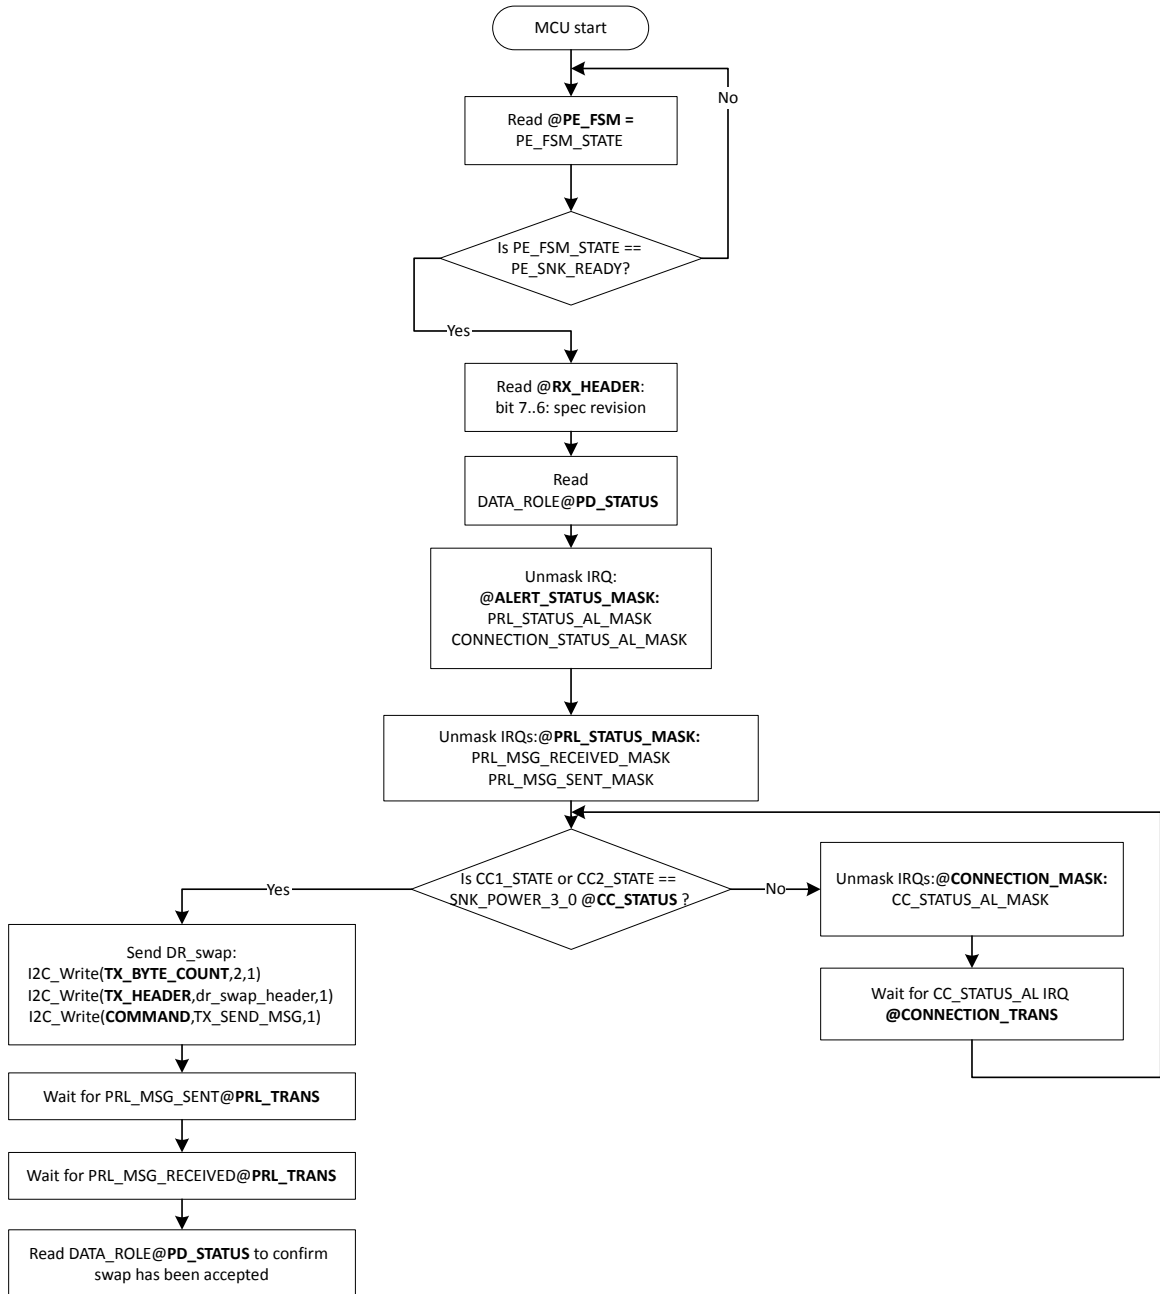 MCU start
No
Read @PE_FSM =
PE_FSM_STATE
Is PE_FSM_STATE ==
PE_SNK_READY?
Yes
Read @RX_HEADER:
bit 7..6: spec revision
Read
DATA_ROLE@PD_STATUS
Unmask IRQ:
@ALERT_STATUS_MASK:
PRL_STATUS_AL_MASK
CONNECTION_STATUS_AL_MASK
Unmask IRQs:@PRL_STATUS_MASK:
PRL_MSG_RECEIVED_MASK
PRL_MSG_SENT_MASK
Is CC1_STATE or CC2_STATE ==
SNK_POWER_3_0 @CC_STATUS ?
Yes
No
Unmask IRQs:@CONNECTION_MASK:
CC_STATUS_AL_MASK
Wait for CC_STATUS_AL IRQ
@CONNECTION_TRANS
Send DR_swap:
I2C_Write(TX_BYTE_COUNT,2,1)
I2C_Write(TX_HEADER,dr_swap_header,1)
I2C_Write(COMMAND,TX_SEND_MSG,1)
Wait for PRL_MSG_SENT@PRL_TRANS
Wait for PRL_MSG_RECEIVED@PRL_TRANS
Read DATA_ROLE@PD_STATUS to confirm
swap has been accepted